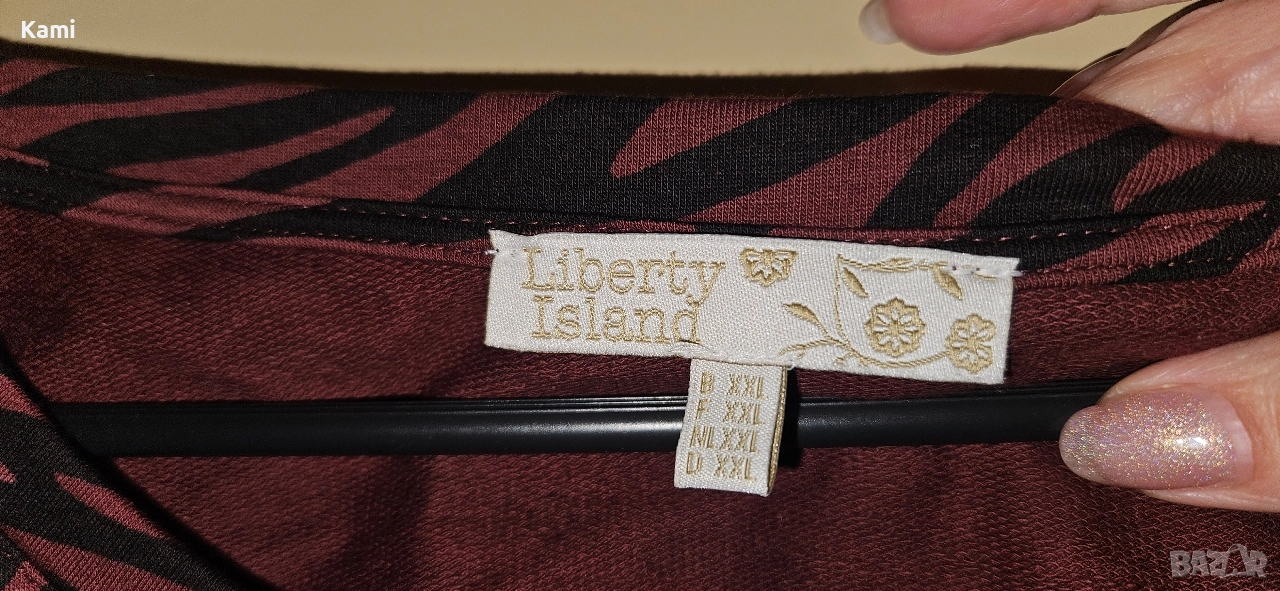 Kami
Liberty
Island
B XXL
F XXL
NL XXL
D XXL
BAZAR